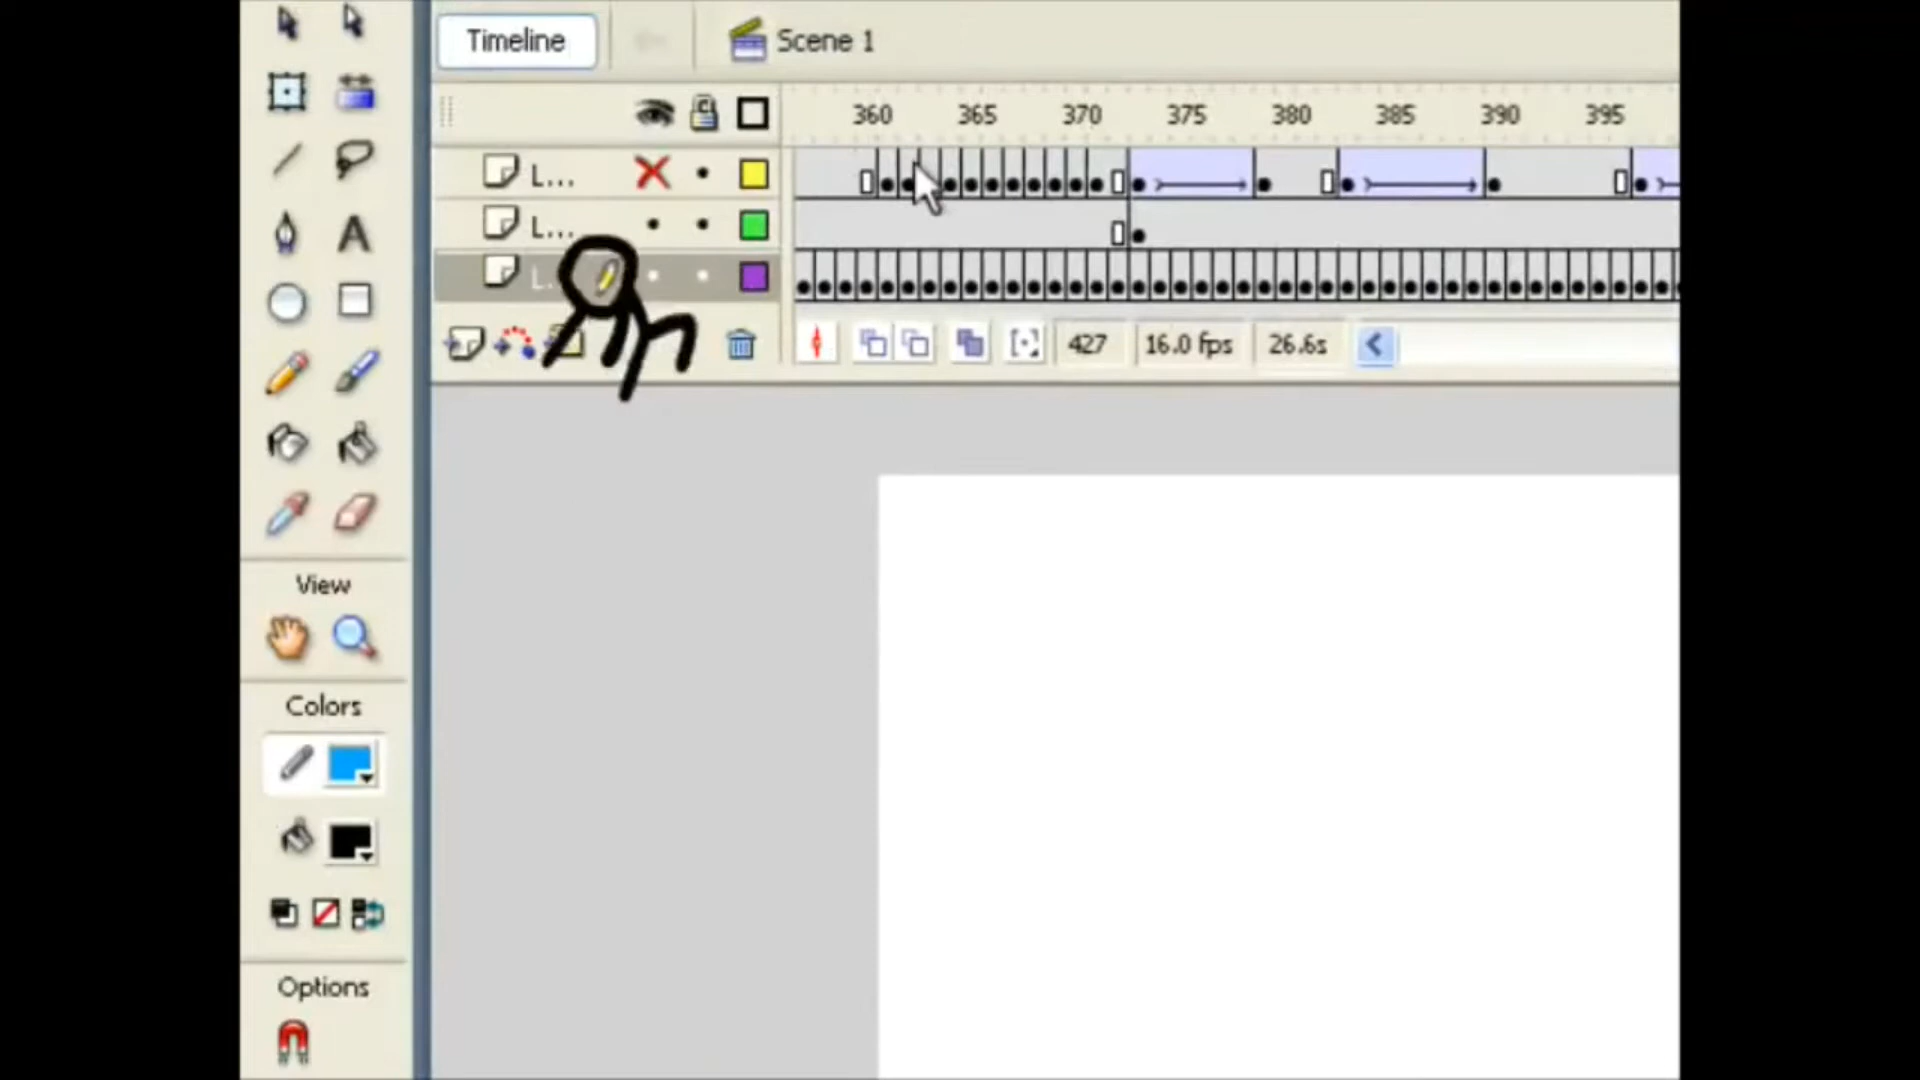 Timeline
Scene 1
360 365 370 375 380 385 390 395
L...
L...
L.
427 16.0 fps 26.6s
View
Colors
Options